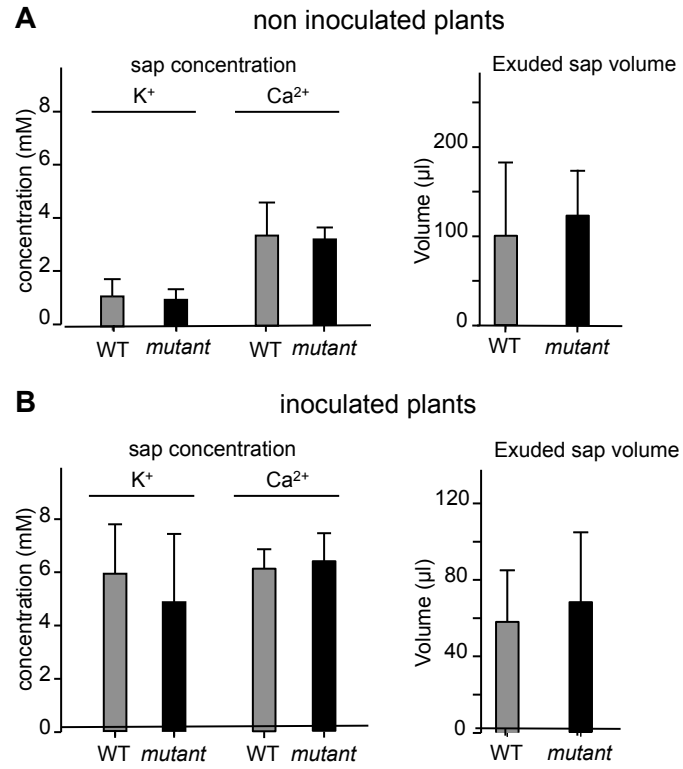 A
non inoculated plants
sap concentration
K⁺
Ca²⁺
concentration (mM)
8
6
4
2
0
WT
mutant
WT
mutant
Exuded sap volume
Volume (µl)
200
100
0
WT
mutant
B
inoculated plants
sap concentration
K⁺
Ca²⁺
concentration (mM)
8
6
4
2
0
WT
mutant
WT
mutant
Exuded sap volume
Volume (µl)
120
80
40
0
WT
mutant